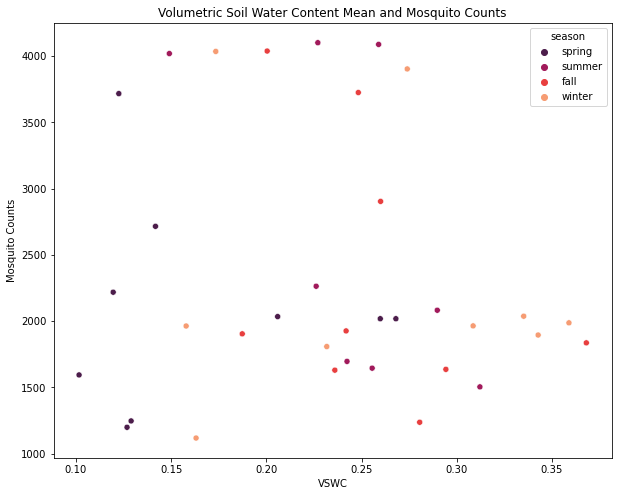 Volumetric Soil Water Content Mean and Mosquito Counts
season
spring
summer
fall
winter
Mosquito Counts
4000
3500
3000
2500
2000
1500
1000
0.10 0.15 0.20 0.25 0.30 0.35
VSWC